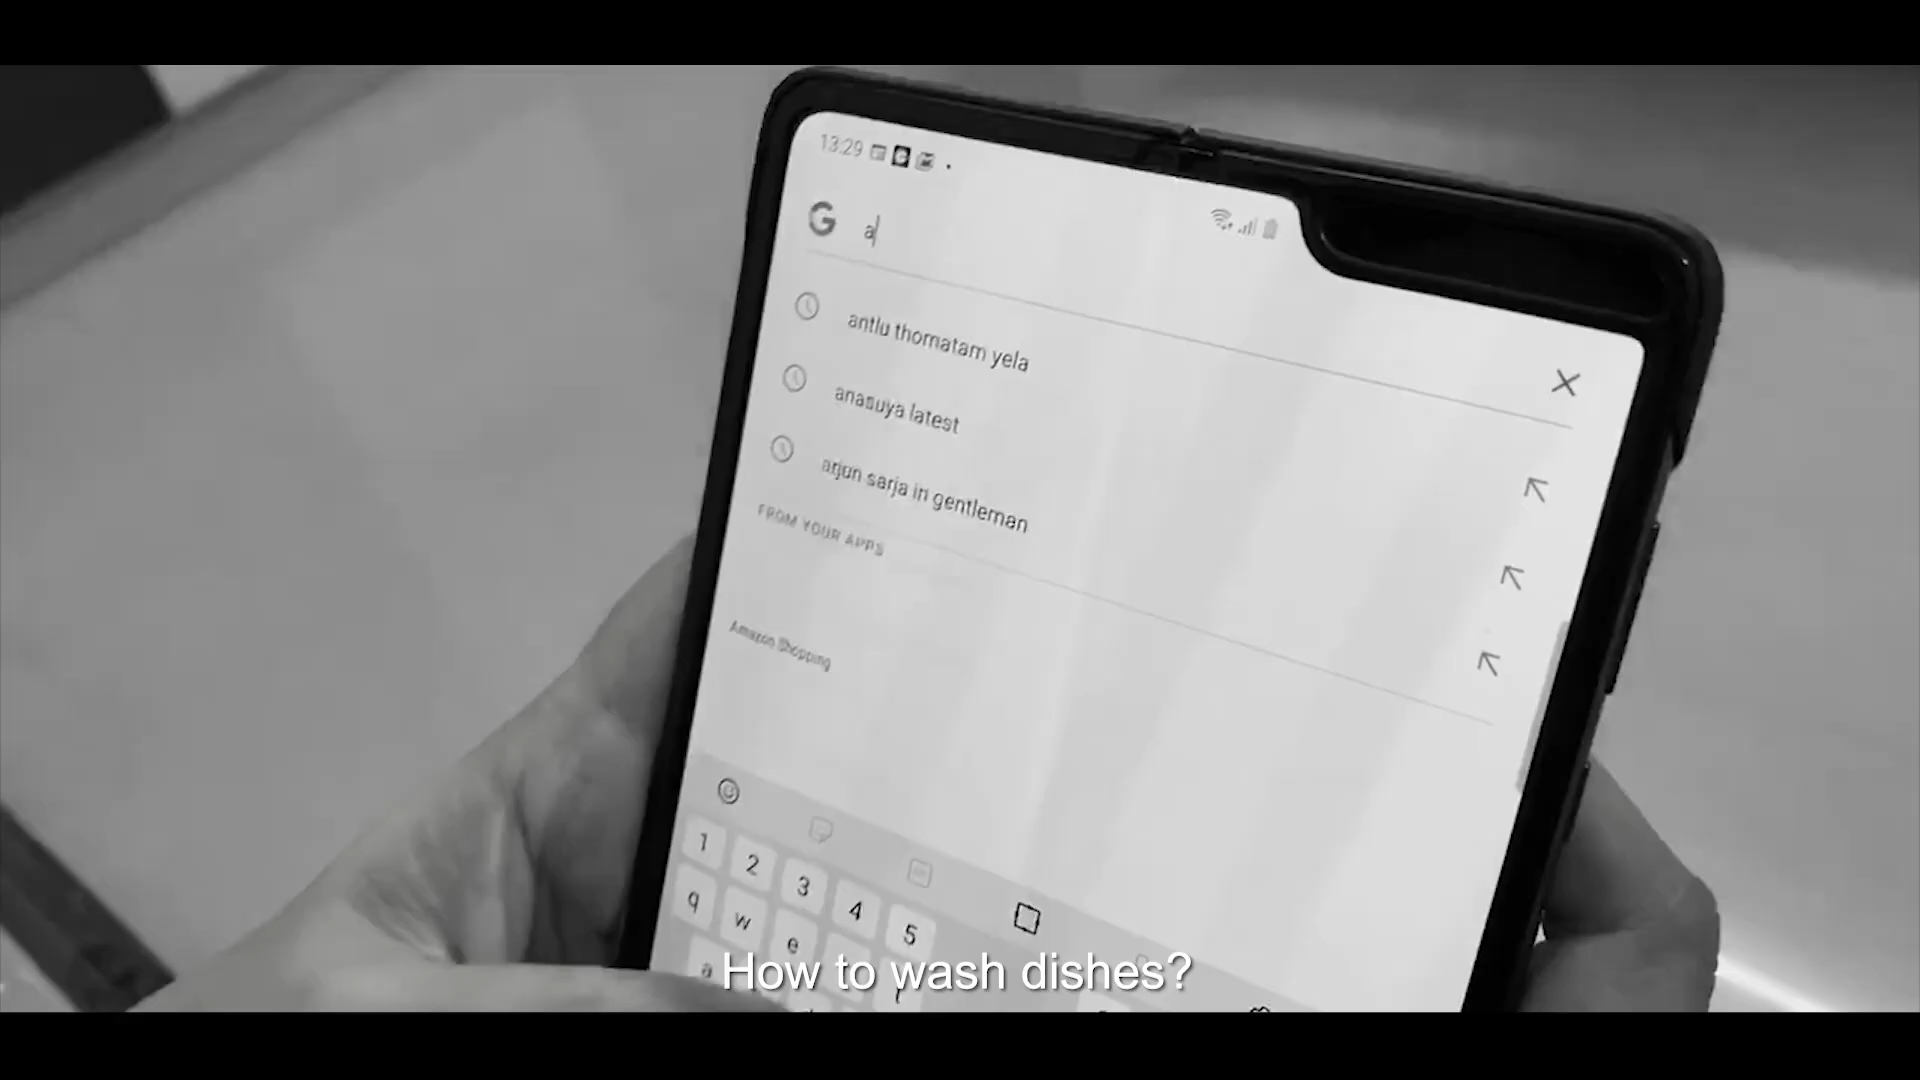 13:29
G a
antlu thomatam yela
anasuya latest
arjun sarja in gentleman
FROM YOUR APPS
Amazon Shopping
1 2 3 4 5
q w e
a
How to wash dishes?